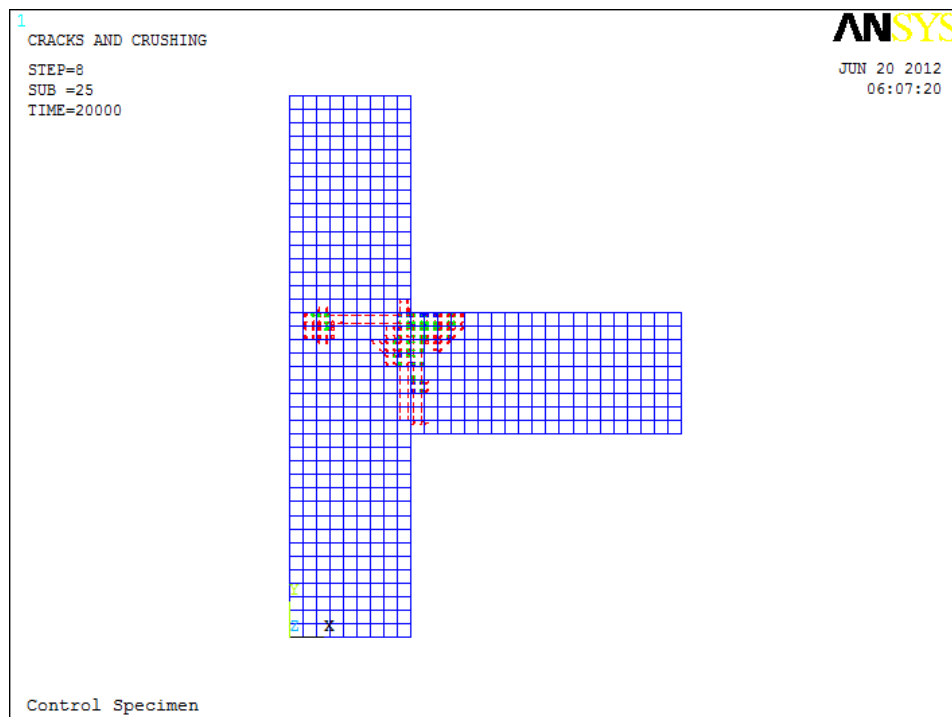 1
CRACKS AND CRUSHING
STEP=8
SUB =25
TIME=20000
ANSYS
JUN 20 2012
06:07:20
Y
Z X
Control Specimen